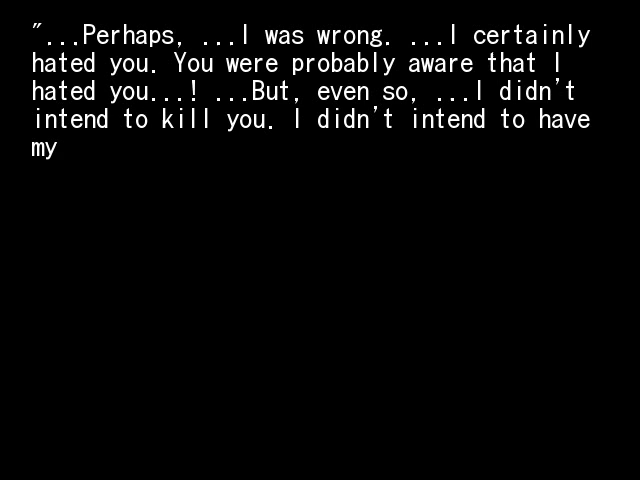 "...Perhaps, ...I was wrong. ...I certainly
hated you. You were probably aware that I
hated you...! ...But, even so, ...I didn't
intend to kill you. I didn't intend to have
my